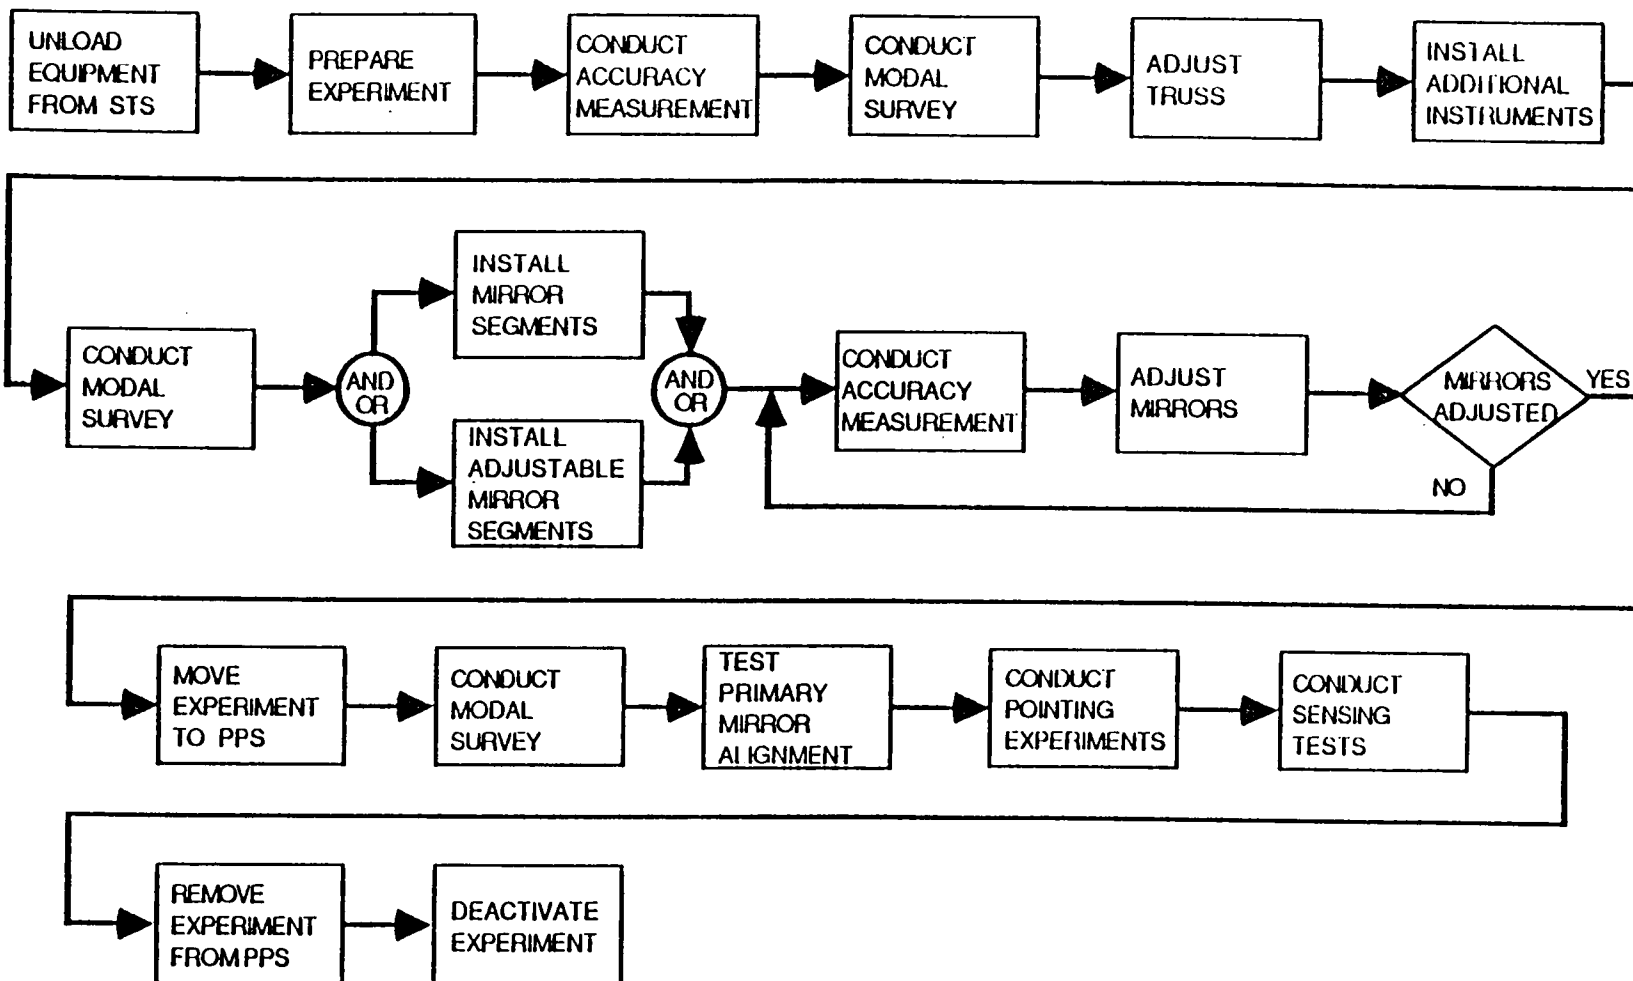 UNLOAD
EQUIPMENT
FROM STS
PREPARE
EXPERIMENT
CONDUCT
ACCURACY
MEASUREMENT
CONDUCT
MODAL
SURVEY
ADJUST
TRUSS
INSTALL
ADDITIONAL
INSTRUMENTS
CONDUCT
MODAL
SURVEY
AND
OR
INSTALL
MIRROR
SEGMENTS
INSTALL
ADJUSTABLE
MIRROR
SEGMENTS
AND
OR
CONDUCT
ACCURACY
MEASUREMENT
ADJUST
MIRRORS
MIRRORS
ADJUSTED
YES
NO
MOVE
EXPERIMENT
TO PPS
CONDUCT
MODAL
SURVEY
TEST
PRIMARY
MIRROR
ALIGNMENT
CONDUCT
POINTING
EXPERIMENTS
CONDUCT
SENSING
TESTS
REMOVE
EXPERIMENT
FROM PPS
DEACTIVATE
EXPERIMENT